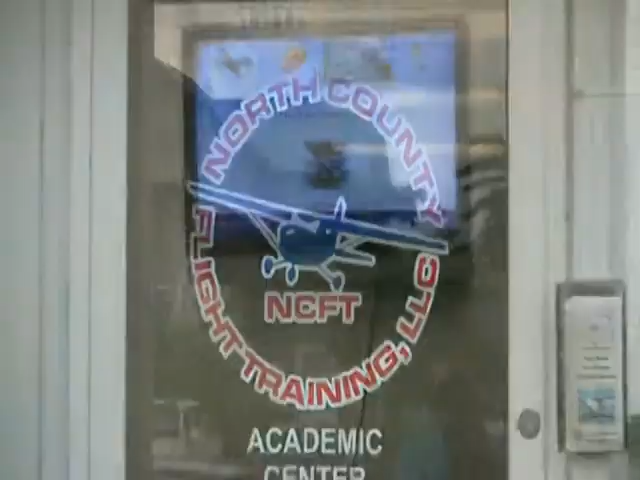 NORTH COUNTY
FLIGHT TRAINING, LLC
NCFT
ACADEMIC
CENTER